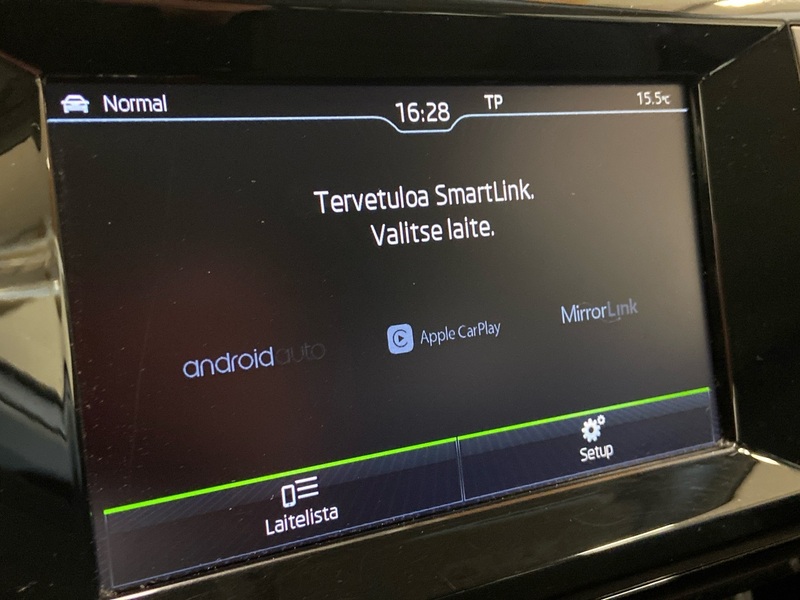 Normal
16:28
TP
15.5°C
Tervetuloa SmartLink.
Valitse laite.
android auto
Apple CarPlay
MirrorLink
Laitelista
Setup